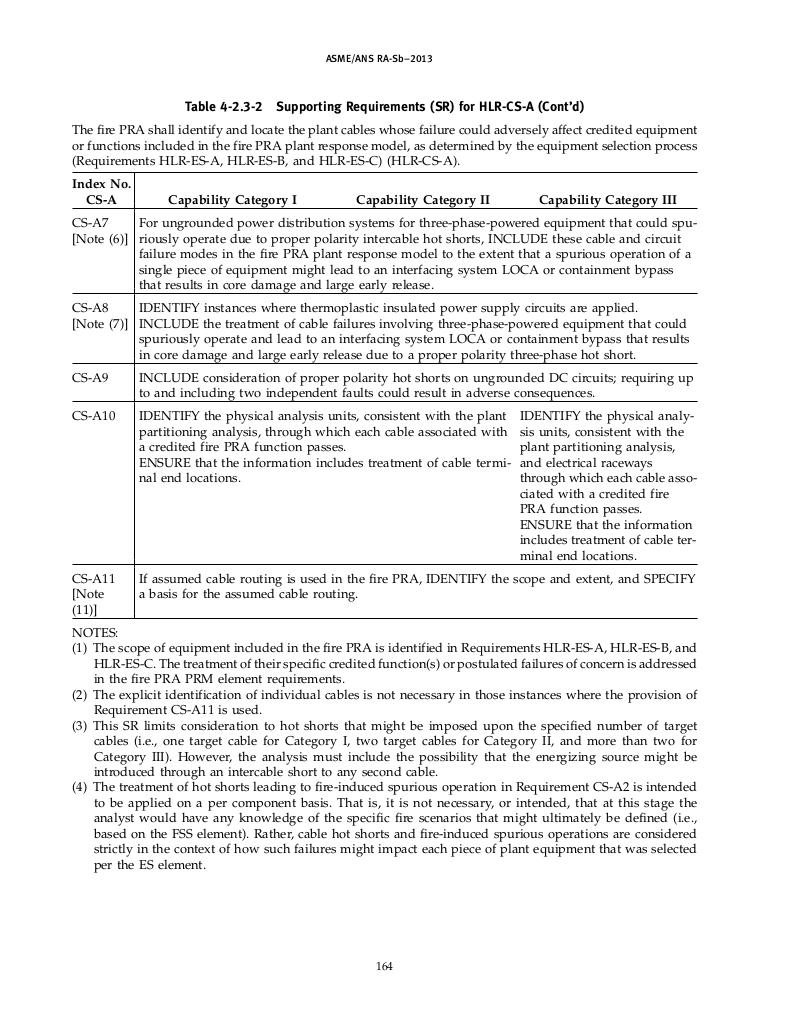 ASME/ANS RA-Sb–2013
Table 4-2.3-2 Supporting Requirements (SR) for HLR-CS-A (Cont’d)
The fire PRA shall identify and locate the plant cables whose failure could adversely affect credited equipment
or functions included in the fire PRA plant response model, as determined by the equipment selection process
(Requirements HLR-ES-A, HLR-ES-B, and HLR-ES-C) (HLR-CS-A).
Index No.
CS-A Capability Category I Capability Category II Capability Category III
CS-A7
[Note (6)]
For ungrounded power distribution systems for three-phase-powered equipment that could spu-
riously operate due to proper polarity intercable hot shorts, INCLUDE these cable and circuit
failure modes in the fire PRA plant response model to the extent that a spurious operation of a
single piece of equipment might lead to an interfacing system LOCA or containment bypass
that results in core damage and large early release.
CS-A8
[Note (7)]
IDENTIFY instances where thermoplastic insulated power supply circuits are applied.
INCLUDE the treatment of cable failures involving three-phase-powered equipment that could
spuriously operate and lead to an interfacing system LOCA or containment bypass that results
in core damage and large early release due to a proper polarity three-phase hot short.
CS-A9
INCLUDE consideration of proper polarity hot shorts on ungrounded DC circuits; requiring up
to and including two independent faults could result in adverse consequences.
CS-A10
IDENTIFY the physical analysis units, consistent with the plant
partitioning analysis, through which each cable associated with
a credited fire PRA function passes.
ENSURE that the information includes treatment of cable termi-
nal end locations.
IDENTIFY the physical analy-
sis units, consistent with the
plant partitioning analysis,
and electrical raceways
through which each cable asso-
ciated with a credited fire
PRA function passes.
ENSURE that the information
includes treatment of cable ter-
minal end locations.
CS-A11
[Note
(11)]
If assumed cable routing is used in the fire PRA, IDENTIFY the scope and extent, and SPECIFY
a basis for the assumed cable routing.
NOTES:
(1) The scope of equipment included in the fire PRA is identified in Requirements HLR-ES-A, HLR-ES-B, and
HLR-ES-C. The treatment of their specific credited function(s) or postulated failures of concern is addressed
in the fire PRA PRM element requirements.
(2) The explicit identification of individual cables is not necessary in those instances where the provision of
Requirement CS-A11 is used.
(3) This SR limits consideration to hot shorts that might be imposed upon the specified number of target
cables (i.e., one target cable for Category I, two target cables for Category II, and more than two for
Category III). However, the analysis must include the possibility that the energizing source might be
introduced through an intercable short to any second cable.
(4) The treatment of hot shorts leading to fire-induced spurious operation in Requirement CS-A2 is intended
to be applied on a per component basis. That is, it is not necessary, or intended, that at this stage the
analyst would have any knowledge of the specific fire scenarios that might ultimately be defined (i.e.,
based on the FSS element). Rather, cable hot shorts and fire-induced spurious operations are considered
strictly in the context of how such failures might impact each piece of plant equipment that was selected
per the ES element.
164